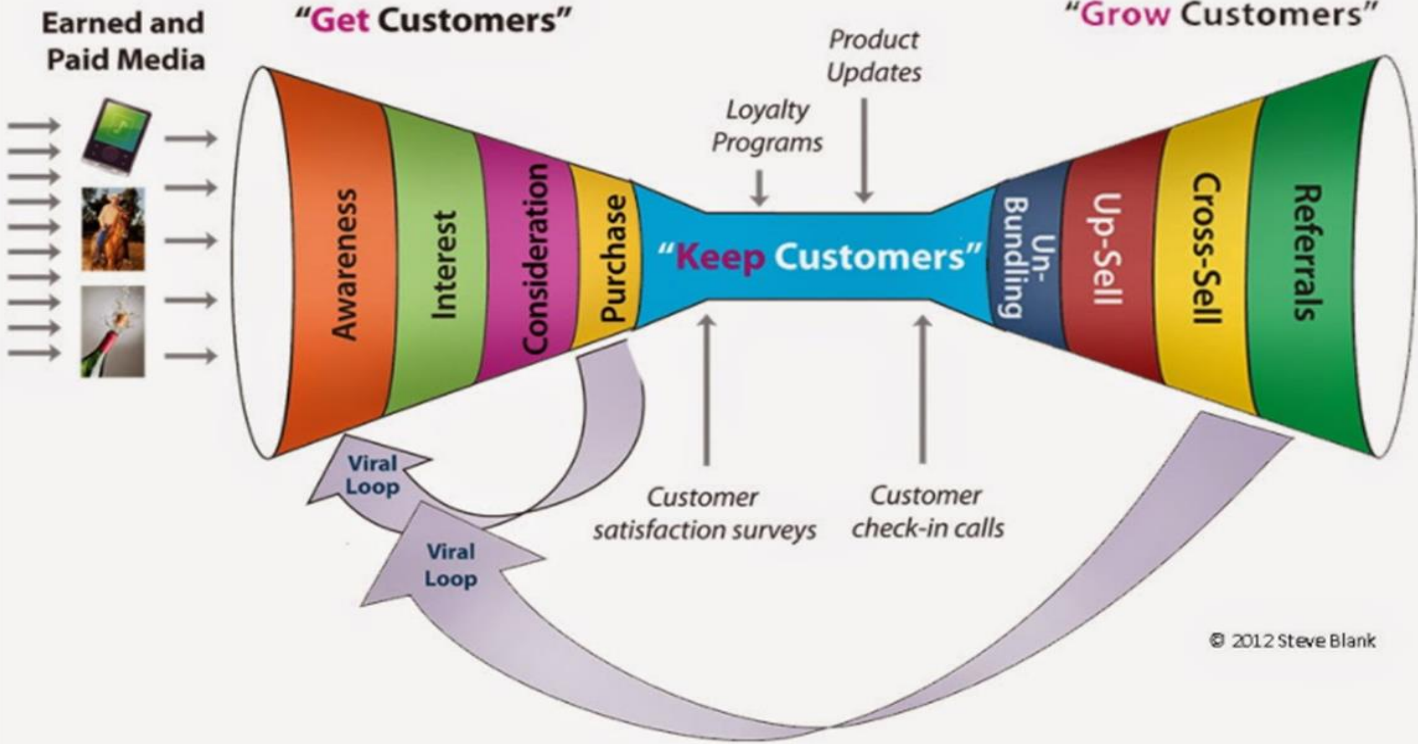 Earned and
Paid Media
“Get Customers”
“Grow Customers”
Product
Updates
Loyalty
Programs
Awareness
Interest
Consideration
Purchase
“Keep Customers”
Un-
Bundling
Up-Sell
Cross-Sell
Referrals
Viral
Loop
Viral
Loop
Customer
satisfaction surveys
Customer
check-in calls
© 2012 Steve Blank